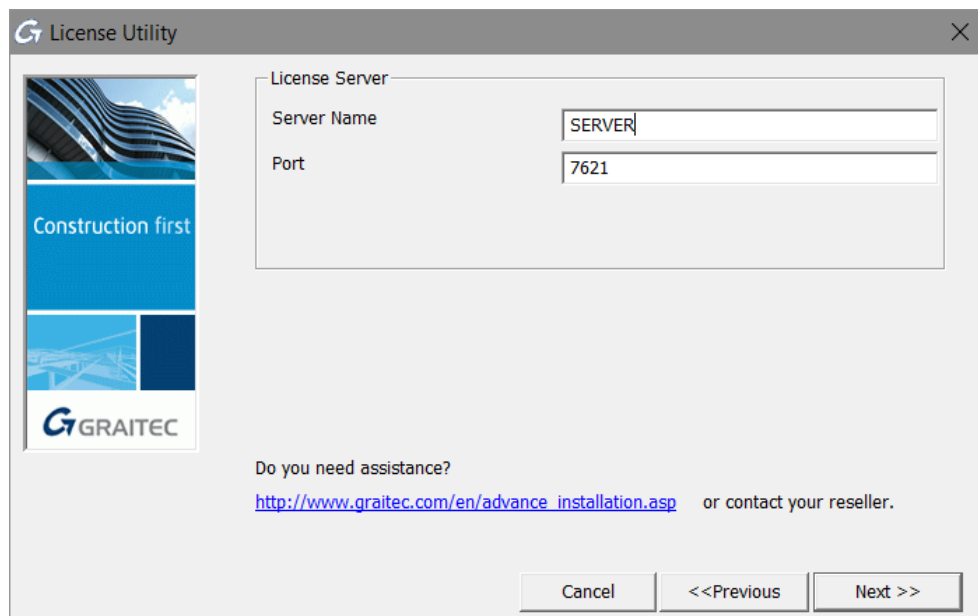 License Utility
License Server
Server Name
SERVER
Port
7621
Construction first
GRAITEC
Do you need assistance?
http://www.graitec.com/en/advance_installation.asp or contact your reseller.
Cancel
<<Previous
Next >>